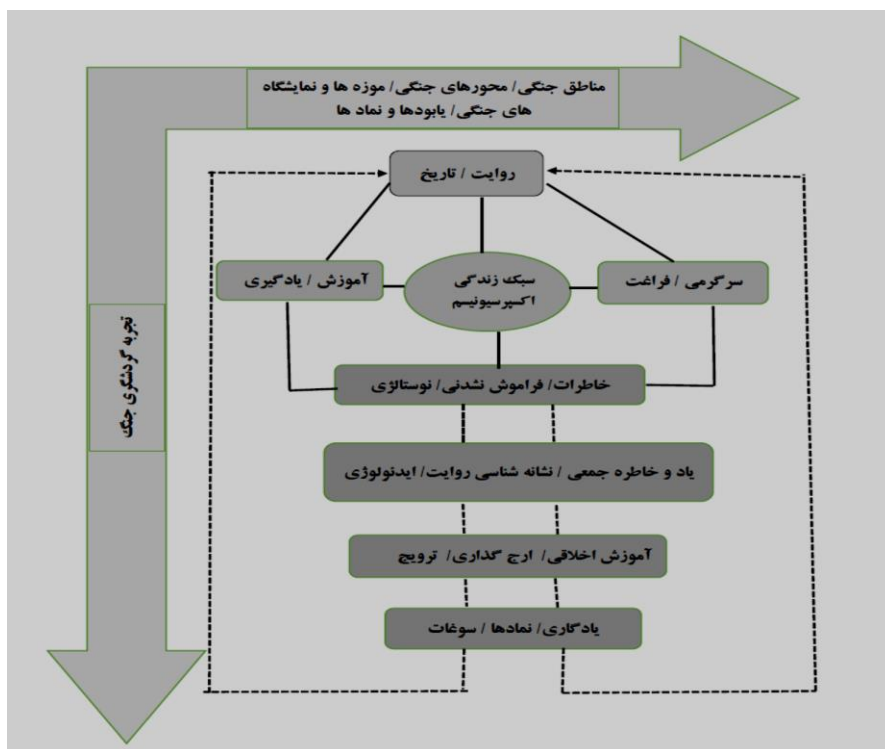 مناطق جنگی/ محورهای جنگی/ موزه ها و نمایشگاه
های جنگی/ یابودها و نماد ها
روایت / تاریخ
سرگرمی / فراغت
سبک زندگی
اکسپرسیونیسم
آموزش / یادگیری
تجربه گردشگری جنگ
خاطرات/ فراموش نشدنی/ نوستالژی
یاد و خاطره جمعی / نشانه شناسی روایت/ ایدئولوژی
آموزش اخلاقی/ ارج گذاری/ ترویج
یادگاری/ نمادها / سوغات